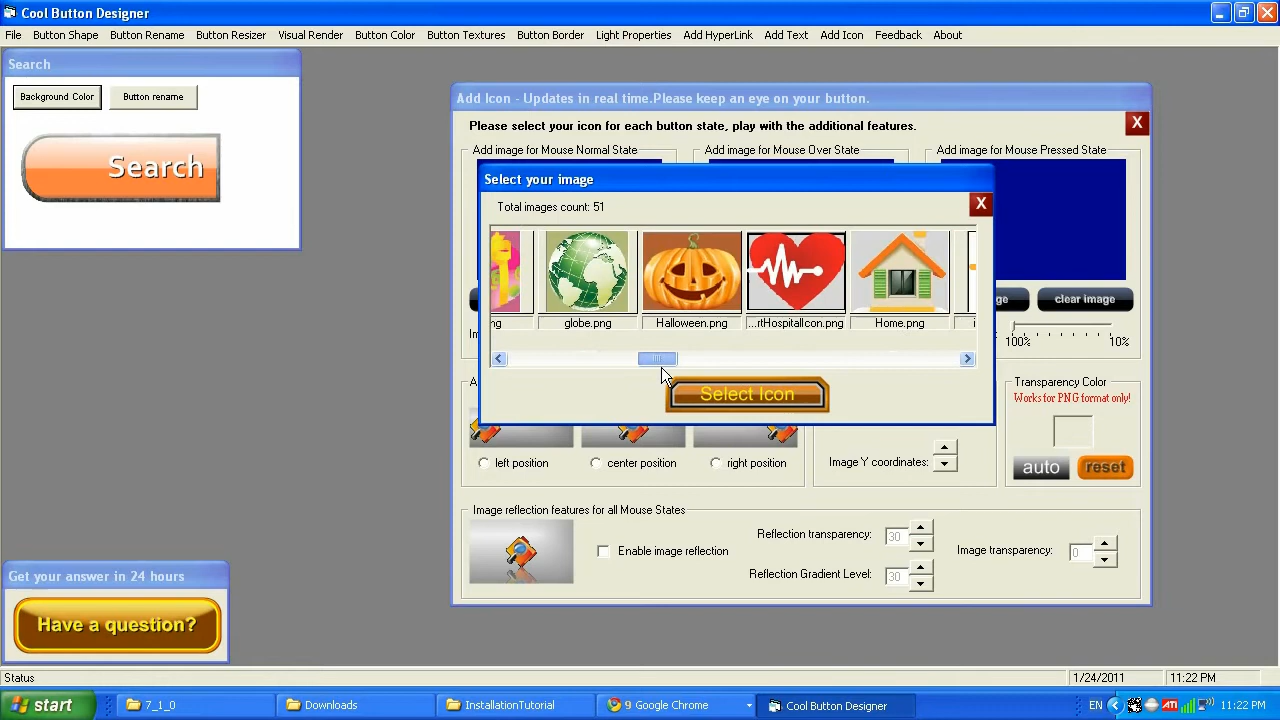 Cool Button Designer
File Button Shape Button Rename Button Resizer Visual Render Button Color Button Textures Button Border Light Properties Add HyperLink Add Text Add Icon Feedback About
Search
Background Color Button rename
Search
Add Icon - Updates in real time.Please keep an eye on your button.
Please select your icon for each button state, play with the additional features.
X
Add image for Mouse Normal State Add image for Mouse Over State Add image for Mouse Pressed State
Select your image
Total images count: 51
X
ng globe.png Halloween.png ...rtHospitalIcon.png Home.png i
Select Icon
ge clear image
Im
100% 10%
A
Transparency Color
Works for PNG format only!
left position center position right position
Image Y coordinates:
auto reset
Image reflection features for all Mouse States
Enable image reflection
Reflection transparency: 30
Reflection Gradient Level: 30
Image transparency: 0
Get your answer in 24 hours
Have a question?
Status 1/24/2011 11:22 PM
start 7_1_0 Downloads InstallationTutorial 9 Google Chrome Cool Button Designer EN ATI 11:22 PM